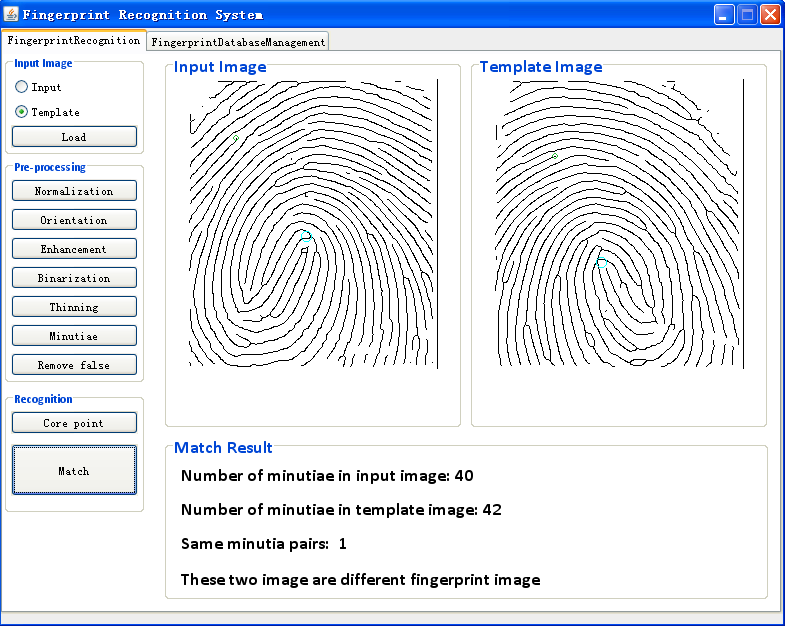 Fingerprint Recognition System
FingerprintRecognition
FingerprintDatabaseManagement
Input Image
Input
Template
Load
Pre-processing
Normalization
Orientation
Enhancement
Binarization
Thinning
Minutiae
Remove false
Recognition
Core point
Match
Input Image
Template Image
Match Result
Number of minutiae in input image: 40
Number of minutiae in template image: 42
Same minutia pairs: 1
These two image are different fingerprint image